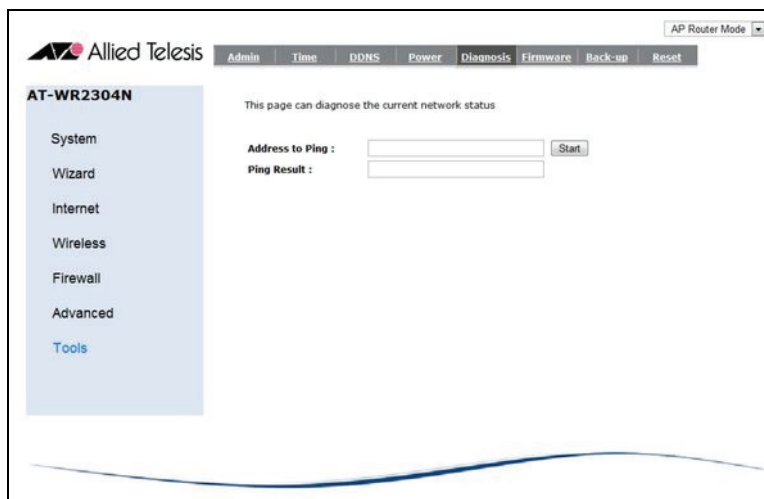 AP Router Mode
Allied Telesis
Admin Time DDNS Power Diagnosis Firmware Back-up Reset
AT-WR2304N
This page can diagnose the current network status
System
Address to Ping : Start
Wizard
Ping Result :
Internet
Wireless
Firewall
Advanced
Tools